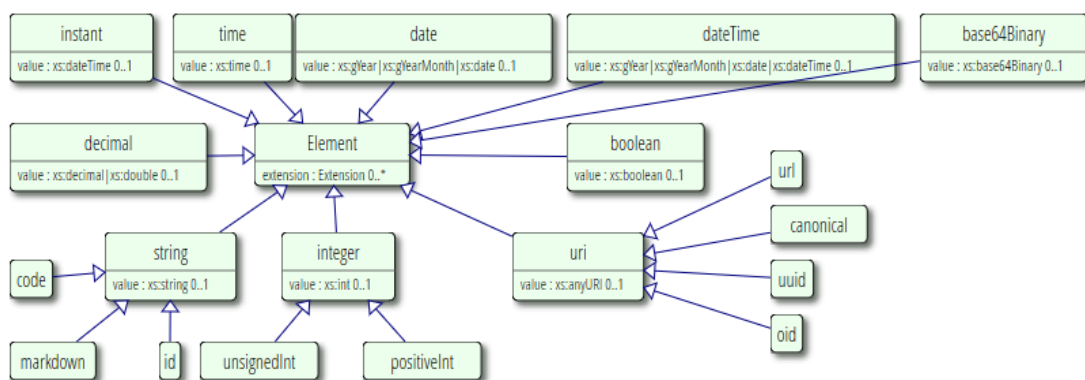 instant
value : xs:dateTime 0..1
time
value : xs:time 0..1
date
value : xs:gYear|xs:gYearMonth|xs:date 0..1
dateTime
value : xs:gYear|xs:gYearMonth|xs:date|xs:dateTime 0..1
base64Binary
value : xs:base64Binary 0..1
decimal
value : xs:decimal|xs:double 0..1
Element
extension : Extension 0..*
boolean
value : xs:boolean 0..1
url
canonical
string
value : xs:string 0..1
integer
value : xs:int 0..1
uri
value : xs:anyURI 0..1
code
uuid
oid
markdown
id
unsignedInt
positiveInt